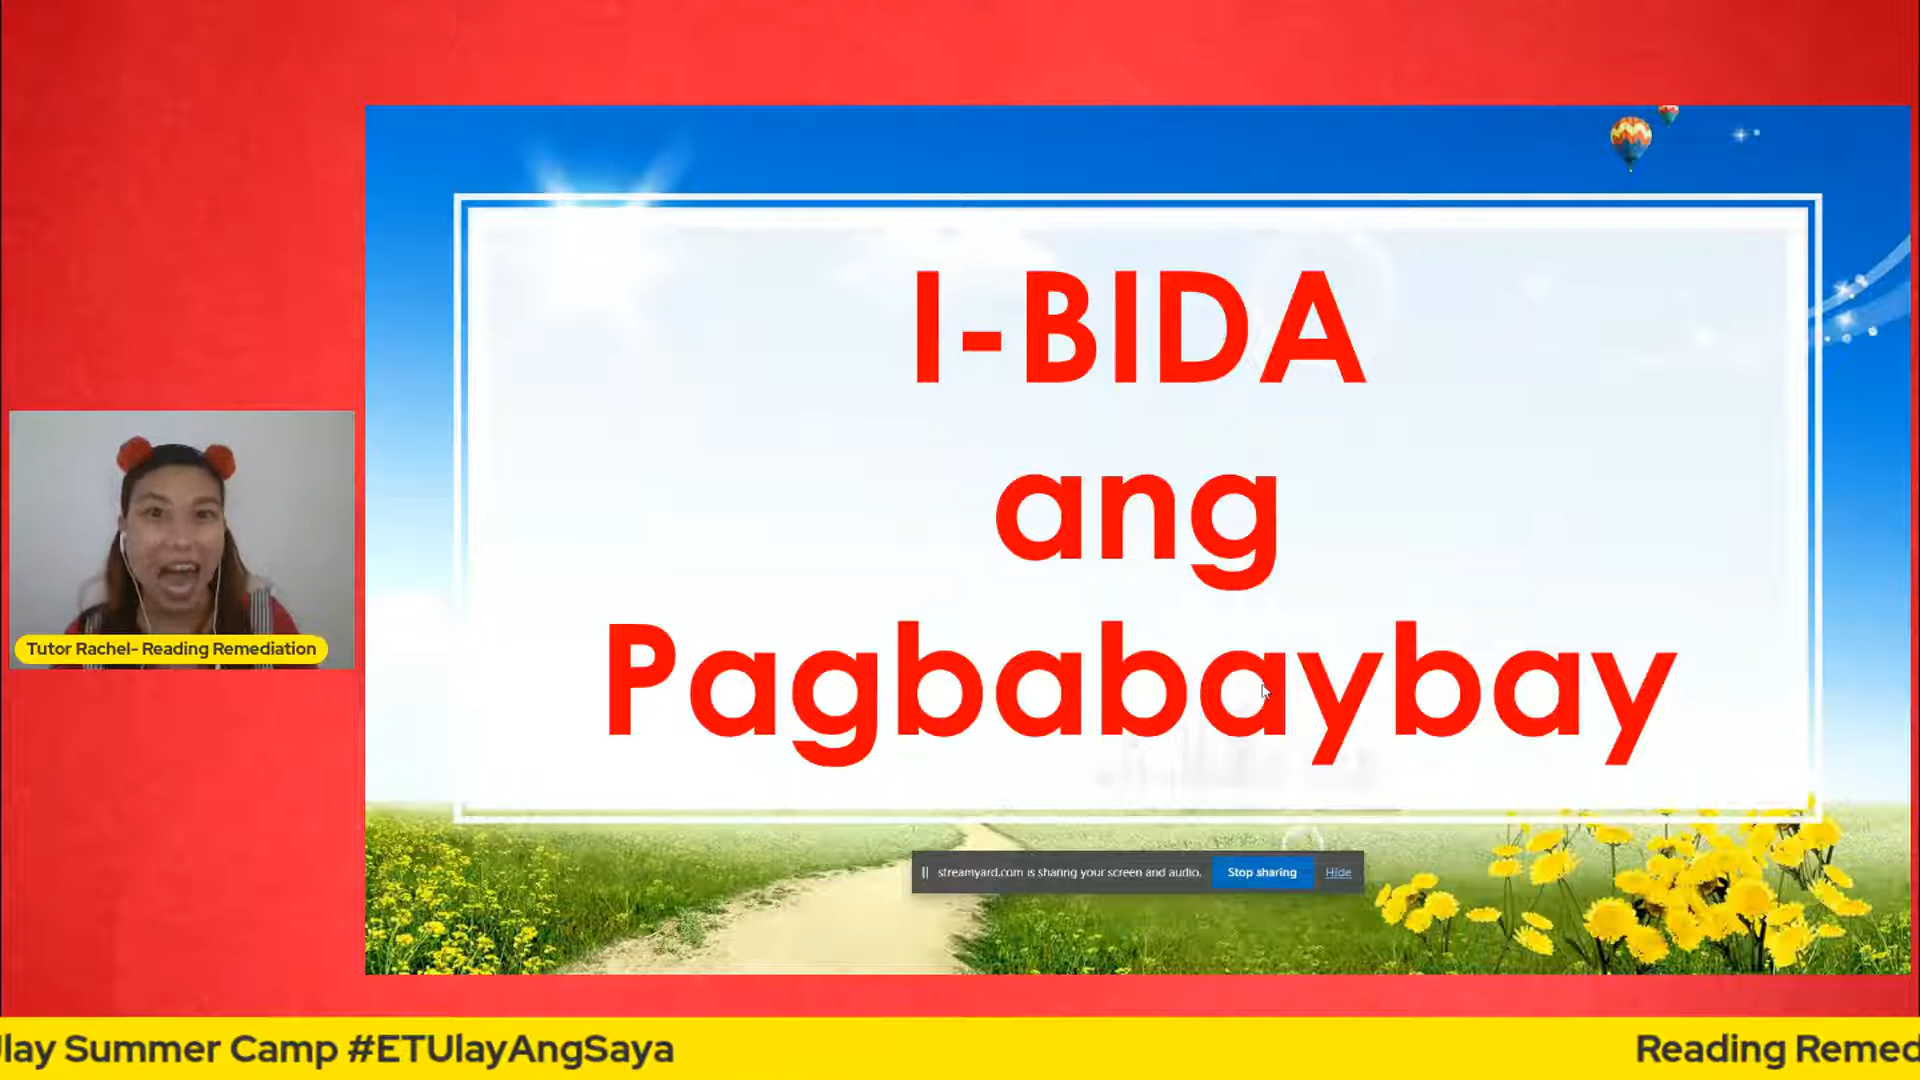 I-BIDA
ang
Pagbabaybay
Tutor Rachel- Reading Remediation
streamyard.com is sharing your screen and audio.
Stop sharing
Hide
lay Summer Camp #ETUlayAngSaya
Reading Remed